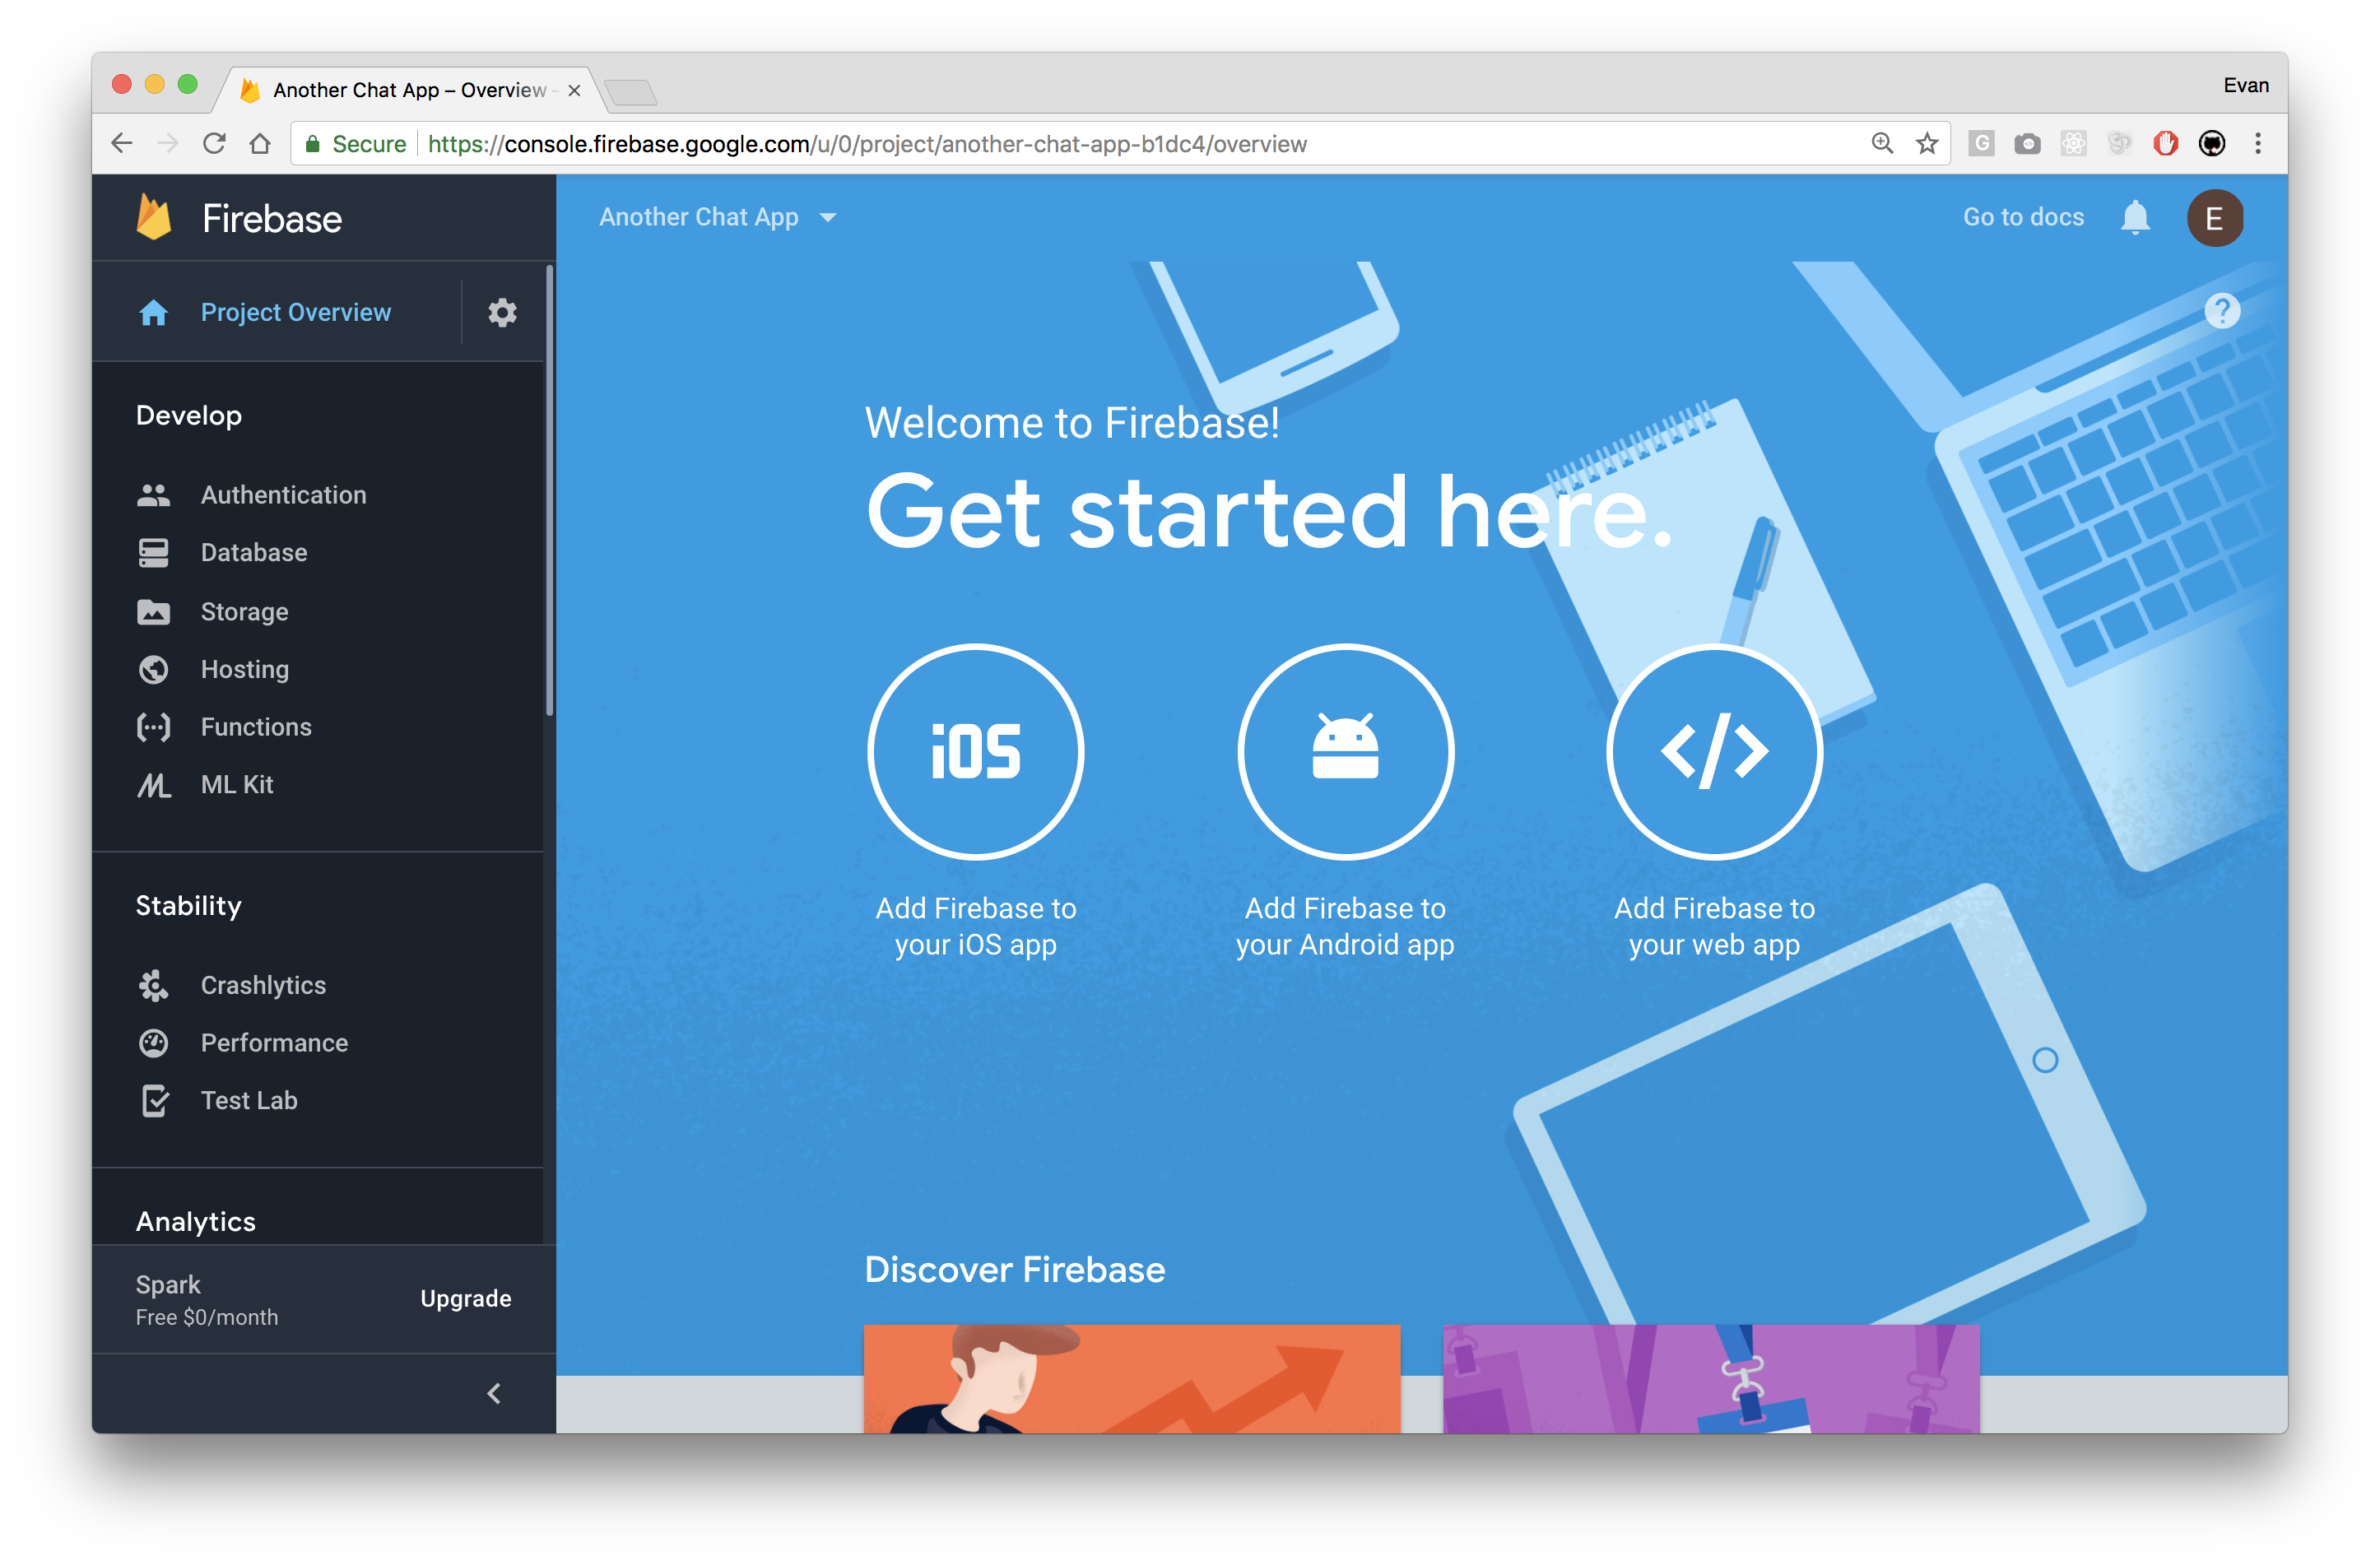 Another Chat App – Overview -
Evan
Secure
https://console.firebase.google.com/u/0/project/another-chat-app-b1dc4/overview
G
Firebase
Another Chat App
Go to docs
E
Project Overview
?
Develop
Authentication
Database
Storage
Hosting
Functions
ML Kit
Stability
Crashlytics
Performance
Test Lab
Analytics
Spark
Free $0/month
Upgrade
Welcome to Firebase!
Get started here.
iOS
</>
Add Firebase to
your iOS app
Add Firebase to
your Android app
Add Firebase to
your web app
Discover Firebase